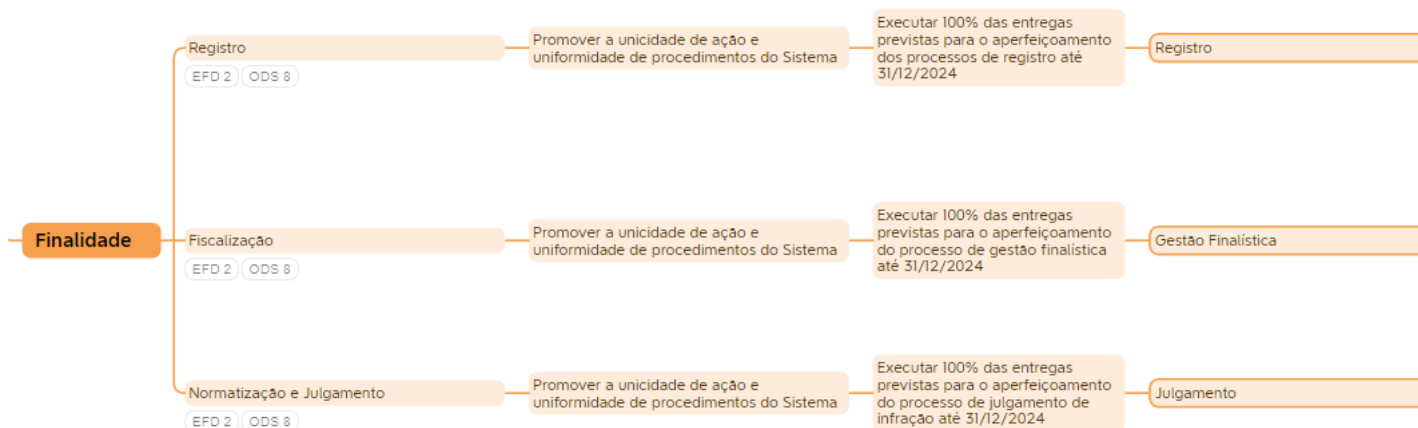 Finalidade
Registro
EFD 2 ODS 8
Promover a unicidade de ação e
uniformidade de procedimentos do Sistema
Executar 100% das entregas
previstas para o aperfeiçoamento
dos processos de registro até
31/12/2024
Registro
Fiscalização
EFD 2 ODS 8
Promover a unicidade de ação e
uniformidade de procedimentos do Sistema
Executar 100% das entregas
previstas para o aperfeiçoamento
do processo de gestão finalística
até 31/12/2024
Gestão Finalística
Normatização e Julgamento
EFD 2 ODS 8
Promover a unicidade de ação e
uniformidade de procedimentos do Sistema
Executar 100% das entregas
previstas para o aperfeiçoamento
do processo de julgamento de
infração até 31/12/2024
Julgamento